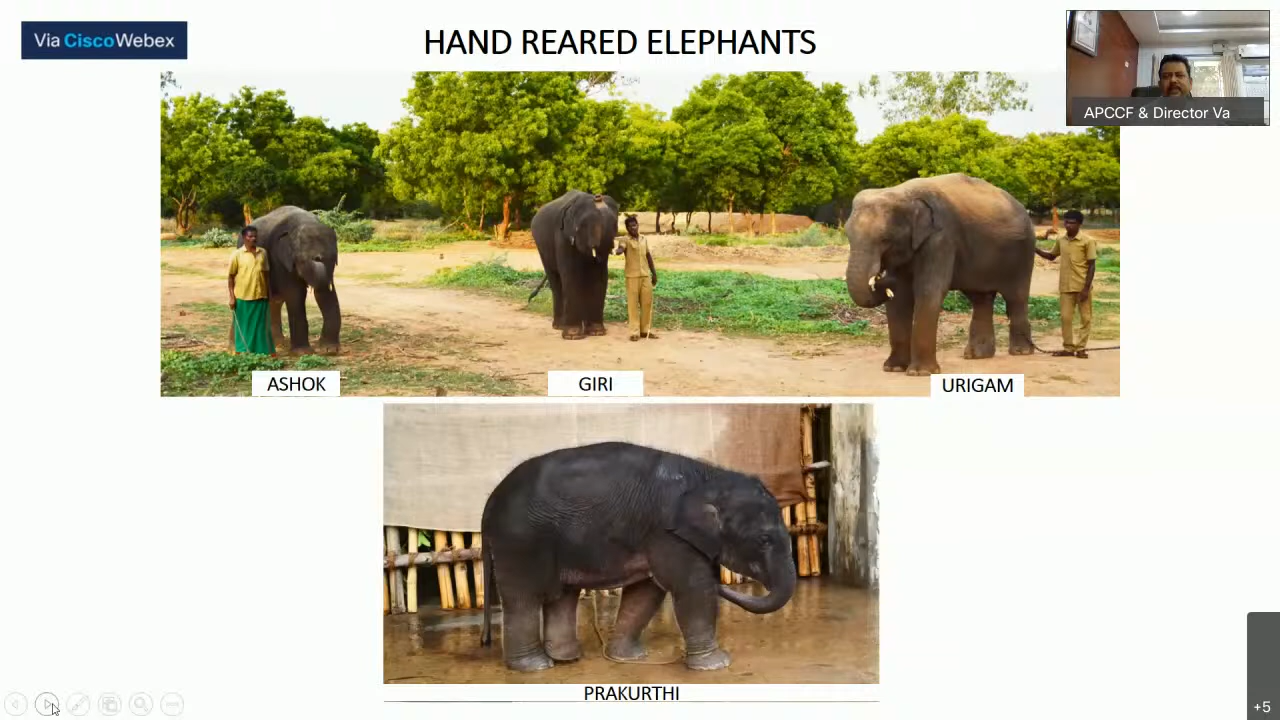 Via CiscoWebex
HAND REARED ELEPHANTS
APCCF & Director Va
ASHOK
GIRI
URIGAM
PRAKURTHI
+5